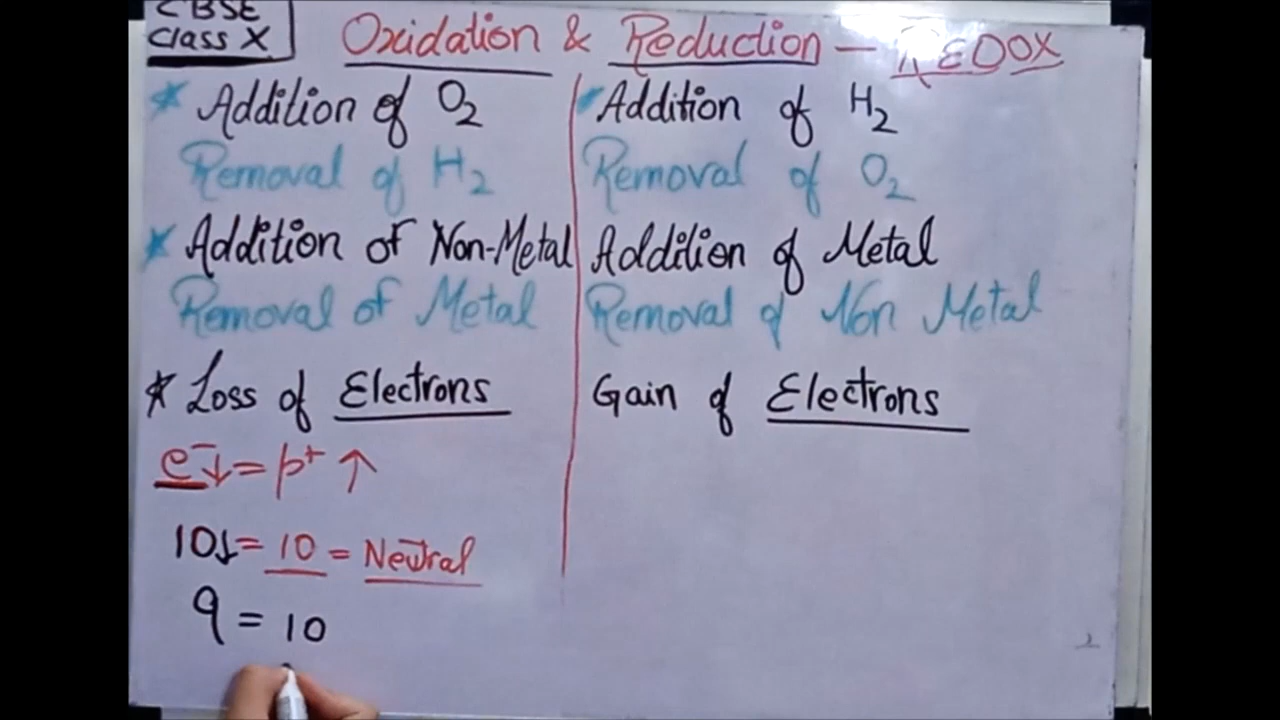 CBSE
Class X
Oxidation & Reduction — REDOX
Addition of O2
Removal of H2
Addition of Non-Metal
Removal of Metal
Loss of Electrons
e-↓ = p+ ↑
10↓ = 10 = Neutral
9 = 10
Addition of H2
Removal of O2
Addition of Metal
Removal of Non Metal
Gain of Electrons